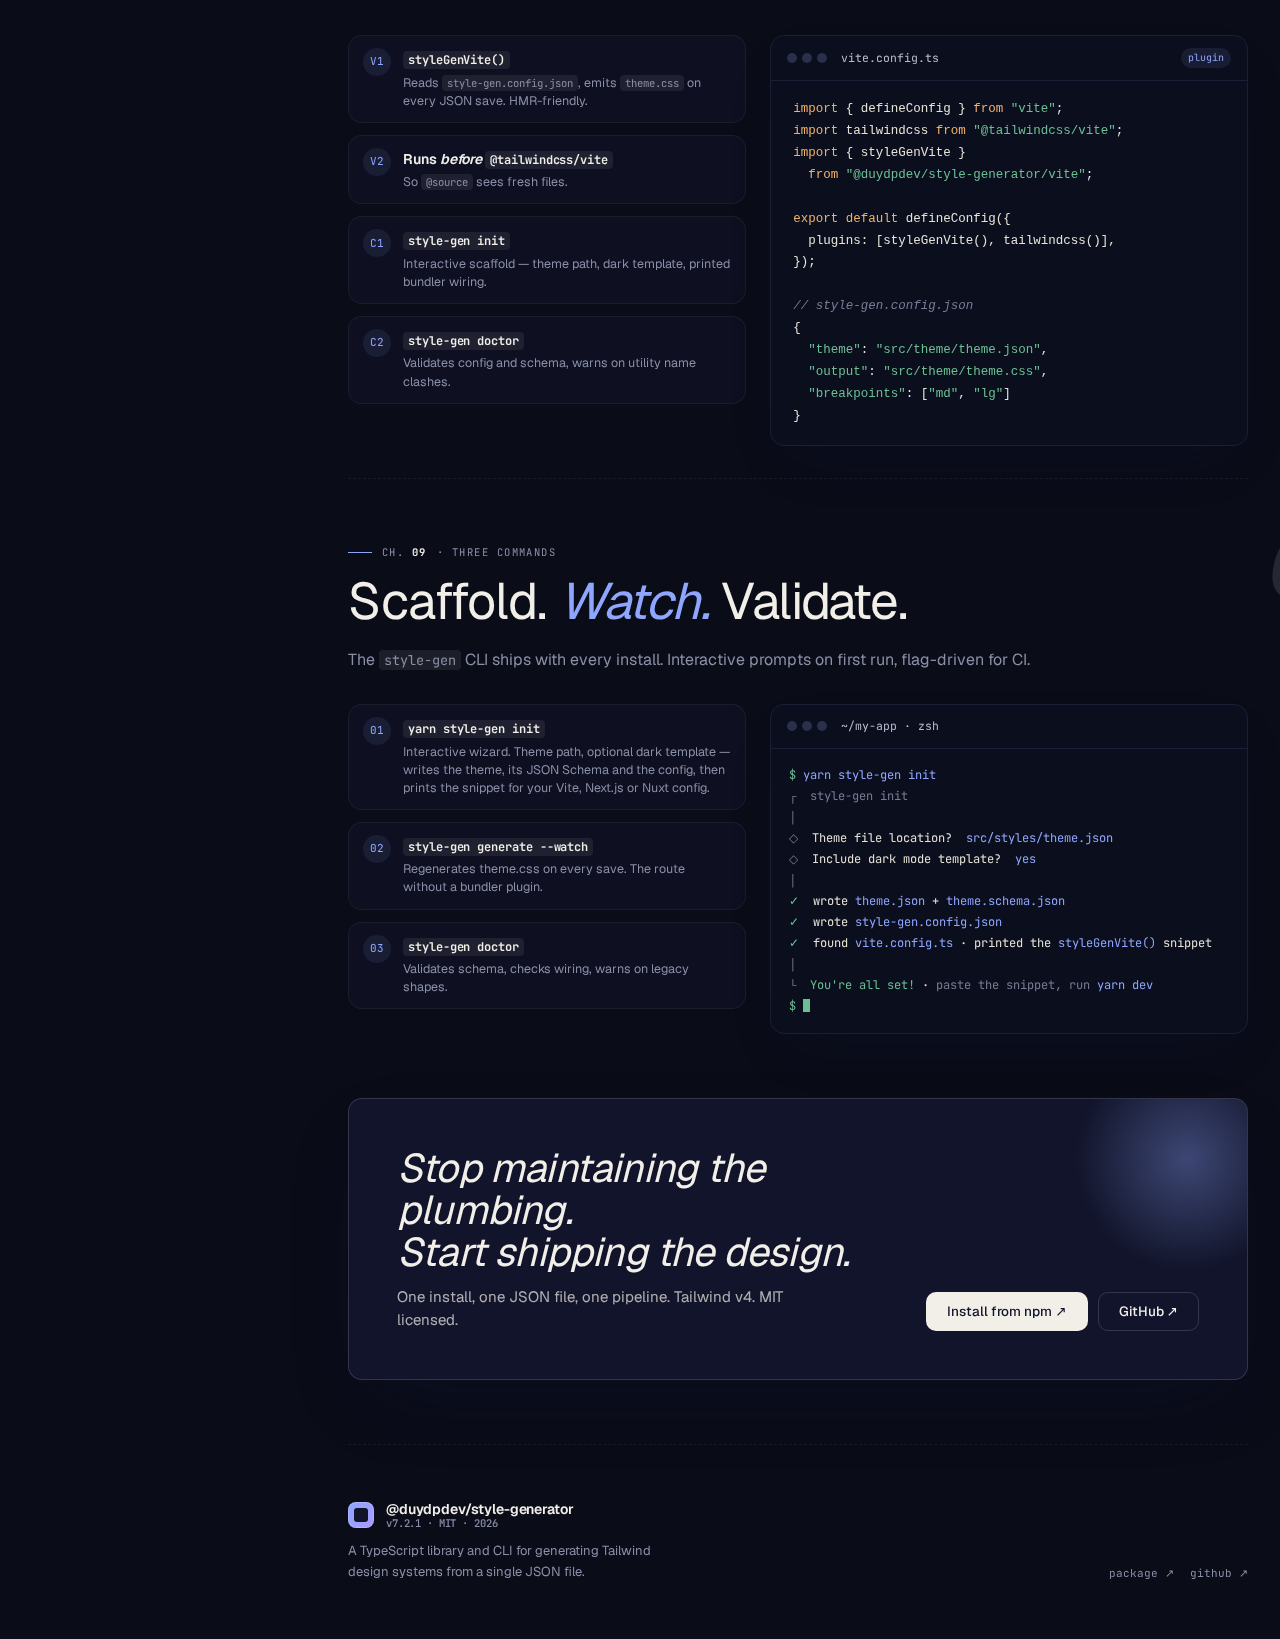 V1
styleGenVite()
Reads style-gen.config.json, emits theme.css on
every JSON save. HMR-friendly.
V2
Runs before @tailwindcss/vite
So @source sees fresh files.
C1
style-gen init
Interactive scaffold — theme path, dark template, printed
bundler wiring.
C2
style-gen doctor
Validates config and schema, warns on utility name
clashes.
vite.config.ts
plugin
import { defineConfig } from "vite";
import tailwindcss from "@tailwindcss/vite";
import { styleGenVite }
  from "@duydpdev/style-generator/vite";
export default defineConfig({
  plugins: [styleGenVite(), tailwindcss()],
});
// style-gen.config.json
{
  "theme": "src/theme/theme.json",
  "output": "src/theme/theme.css",
  "breakpoints": ["md", "lg"]
}
CH. 09 · THREE COMMANDS
Scaffold. Watch. Validate.
The style-gen CLI ships with every install. Interactive prompts on first run, flag-driven for CI.
01
yarn style-gen init
Interactive wizard. Theme path, optional dark template —
writes the theme, its JSON Schema and the config, then
prints the snippet for your Vite, Next.js or Nuxt config.
02
style-gen generate --watch
Regenerates theme.css on every save. The route
without a bundler plugin.
03
style-gen doctor
Validates schema, checks wiring, warns on legacy
shapes.
~/my-app · zsh
$ yarn style-gen init
┌  style-gen init
│
◇  Theme file location?  src/styles/theme.json
◇  Include dark mode template?  yes
│
✓  wrote theme.json + theme.schema.json
✓  wrote style-gen.config.json
✓  found vite.config.ts · printed the styleGenVite() snippet
│
└  You're all set! · paste the snippet, run yarn dev
$
Stop maintaining the
plumbing.
Start shipping the design.
One install, one JSON file, one pipeline. Tailwind v4. MIT
licensed.
Install from npm ↗
GitHub ↗
@duydpdev/style-generator
v7.2.1 · MIT · 2026
A TypeScript library and CLI for generating Tailwind
design systems from a single JSON file.
package ↗ github ↗